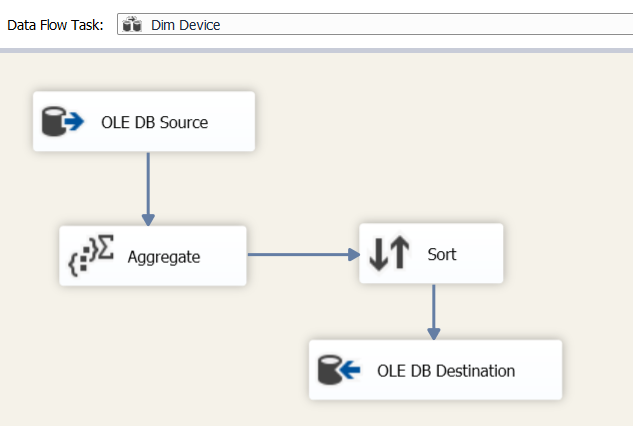 Data Flow Task: Dim Device
OLE DB Source
Aggregate
Sort
OLE DB Destination